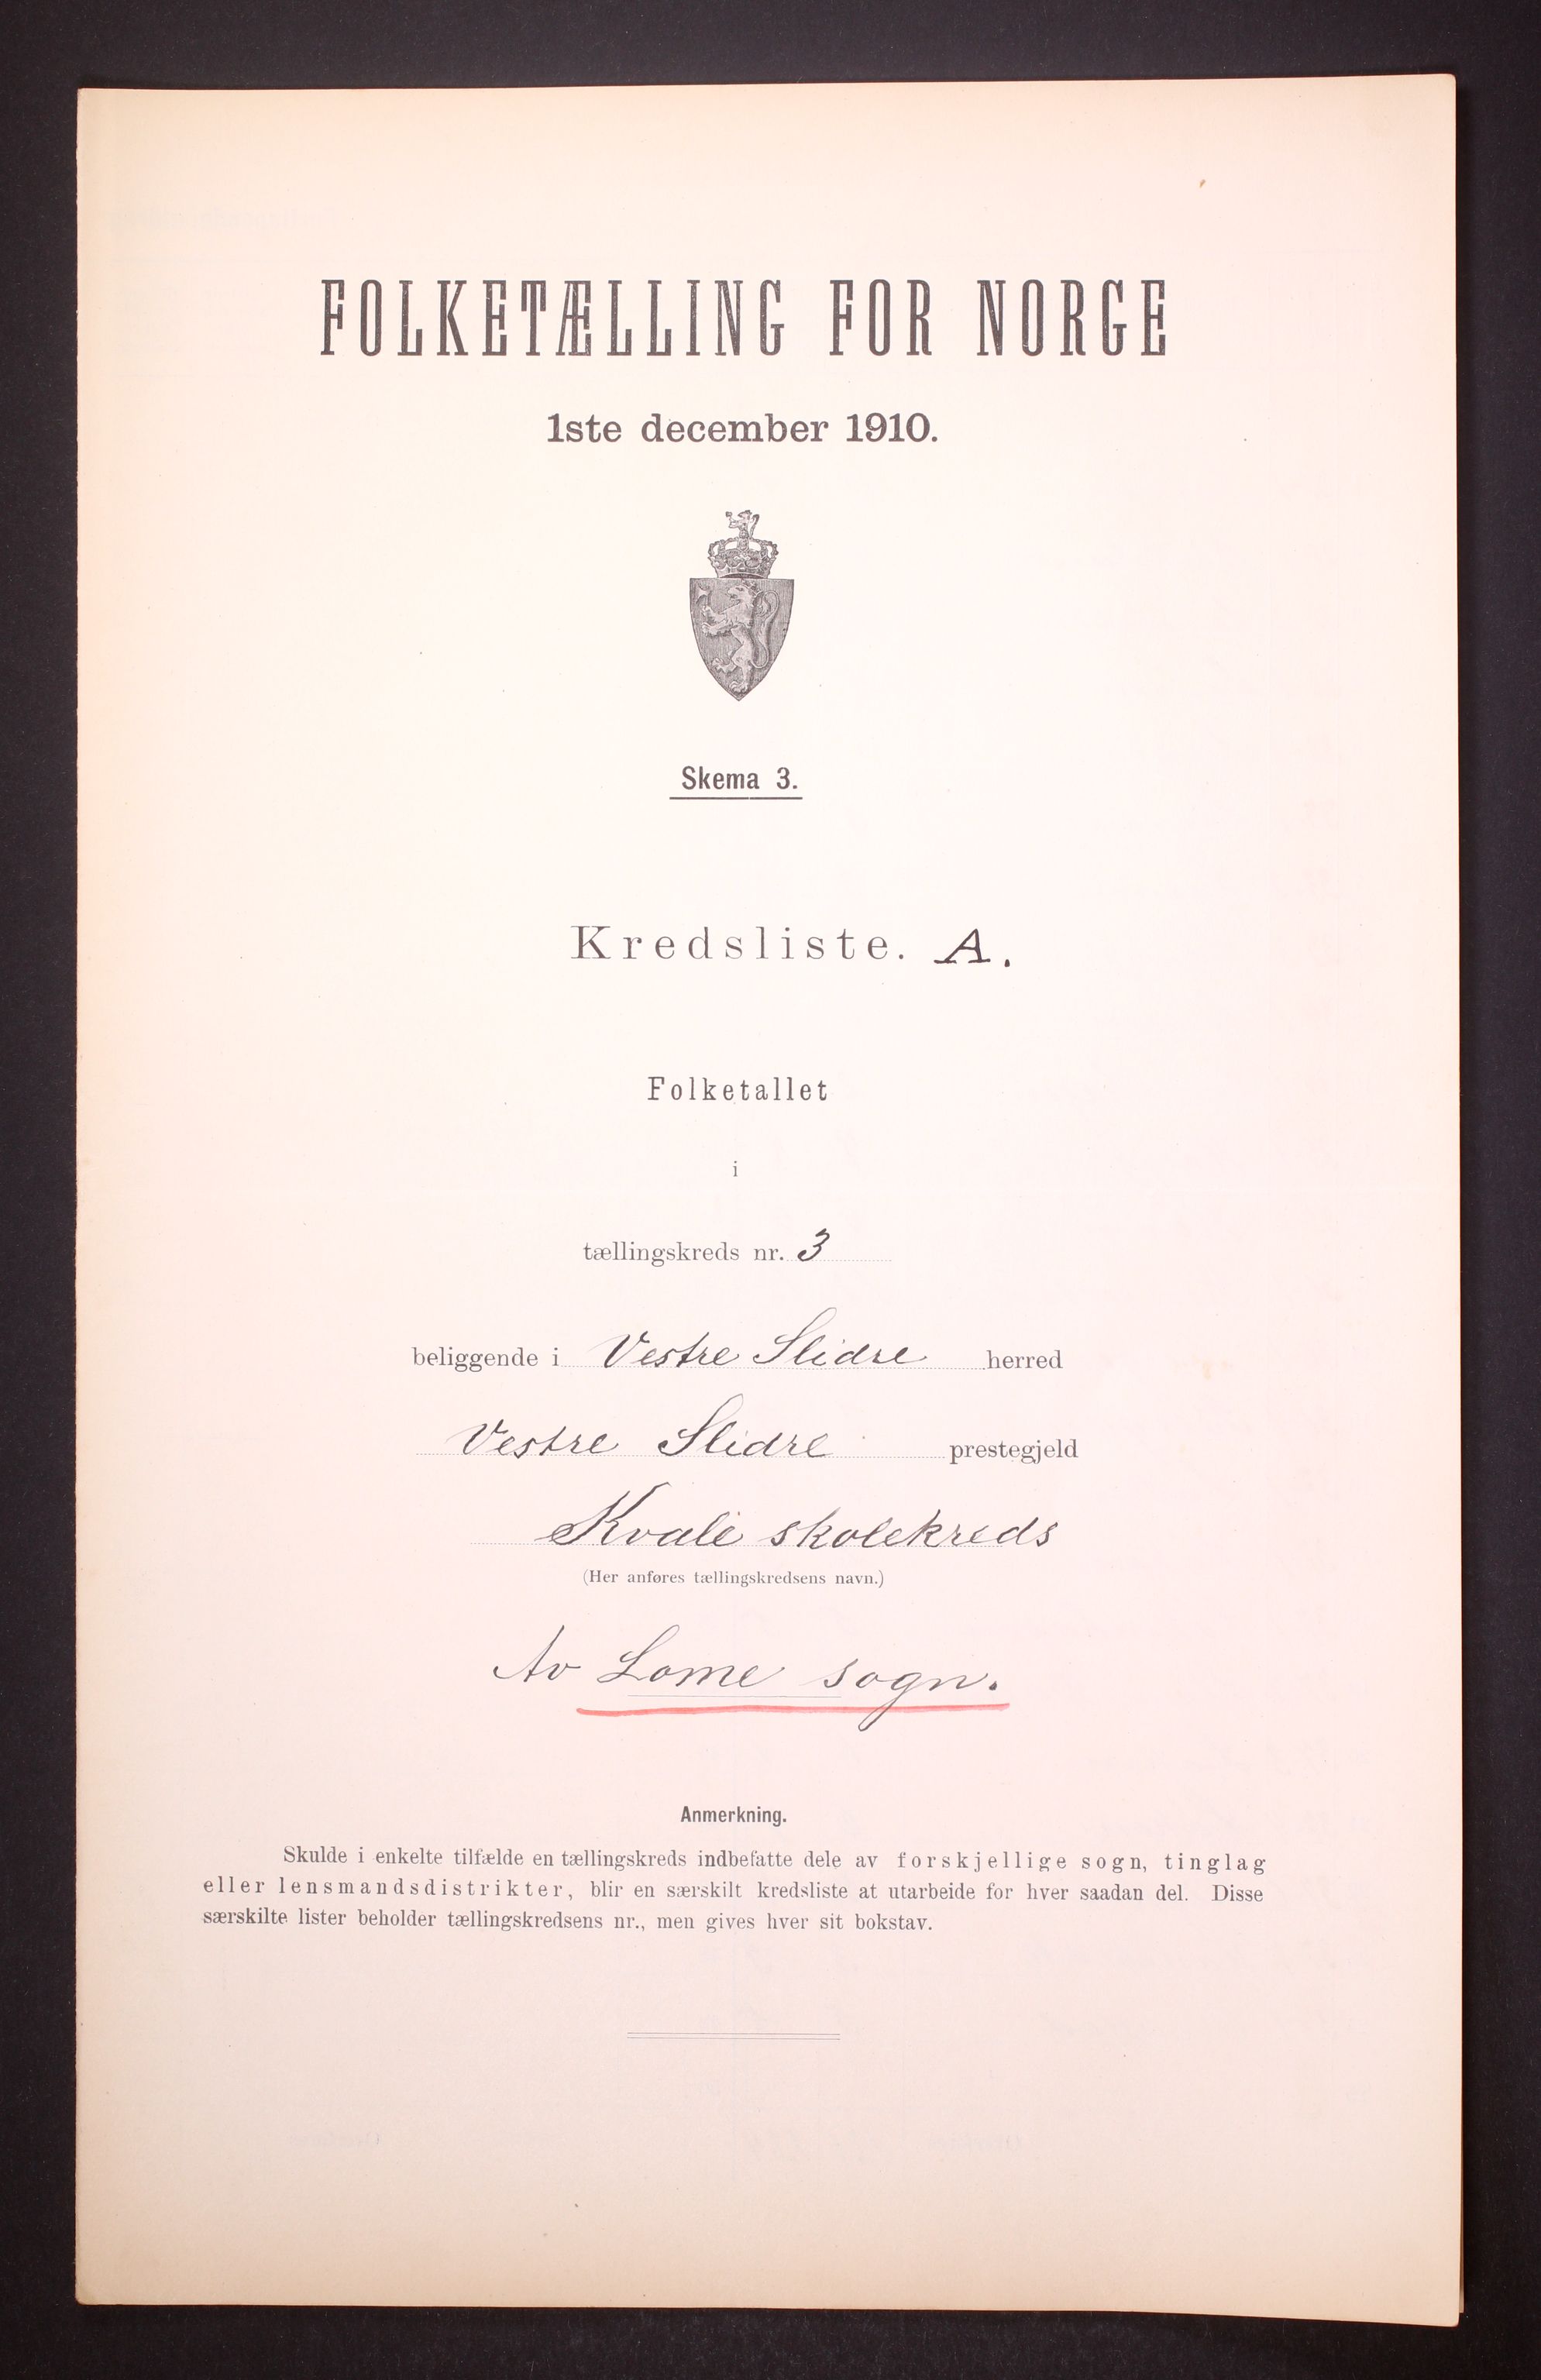 FOLKETÆLLING FOR NORGE
1ste december 1910.
Skema 3.
Kredsliste. A.
Folketallet
i
tællingskreds nr. 3
beliggende i Vestre Slidre herred
Vestre Slidre prestegjeld
Kvale skolekreds
(Her anføres tællingskredsens navn.)
Av Lome sogn.
Anmerkning.
Skulde i enkelte tilfælde en tællingskreds indbefatte dele av forskjellige sogn, tinglag
eller lensmandsdistrikter, blir en særskilt kredsliste at utarbeide for hver saadan del. Disse
særskilte lister beholder tællingskredsens nr., men gives hver sit bokstav.